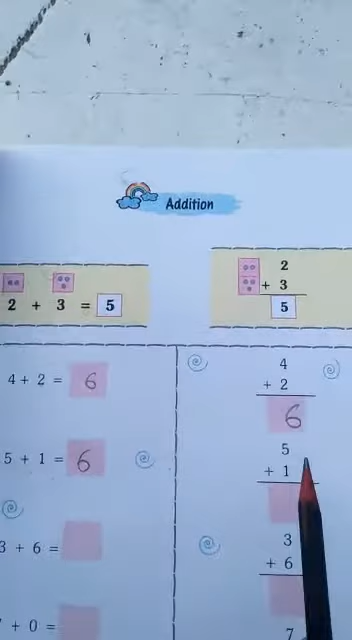 Addition
2 + 3 = 5
2
+ 3
5
4 + 2 = 6
5 + 1 = 6
3 + 6 =
+ 0 =
4
+ 2
6
5
+ 1
3
+ 6
7